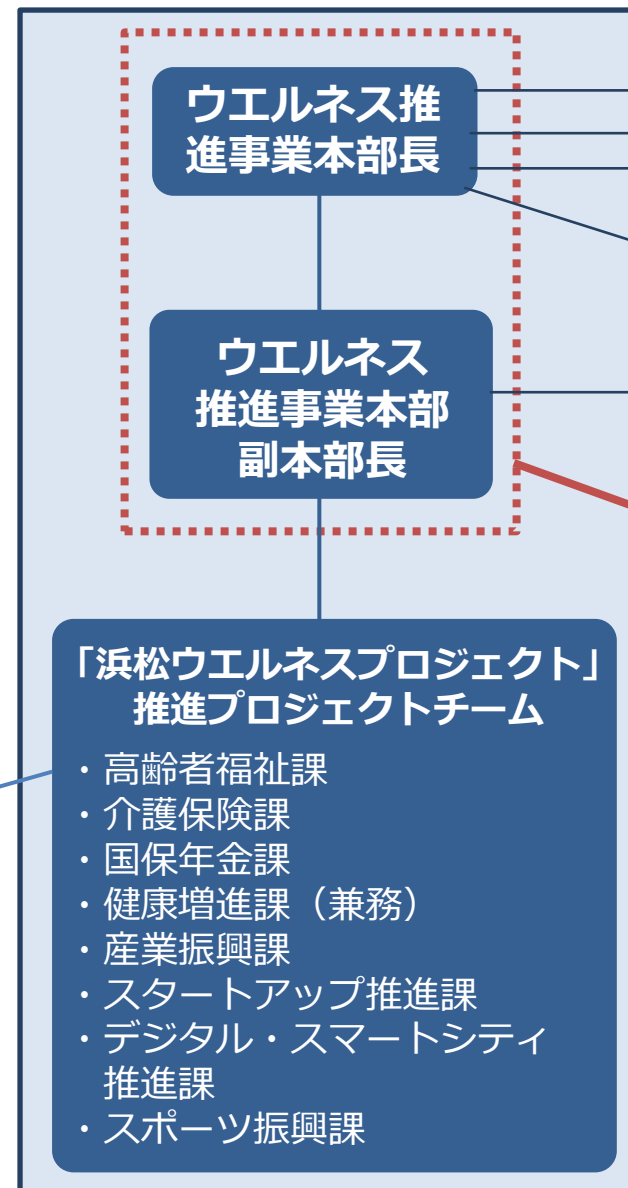 ウエルネス推
進事業本部長
ウエルネス
推進事業本部
副本部長
「浜松ウエルネスプロジェクト」
推進プロジェクトチーム
・高齢者福祉課
・介護保険課
・国保年金課
・健康増進課（兼務）
・産業振興課
・スタートアップ推進課
・デジタル・スマートシティ
推進課
・スポーツ振興課